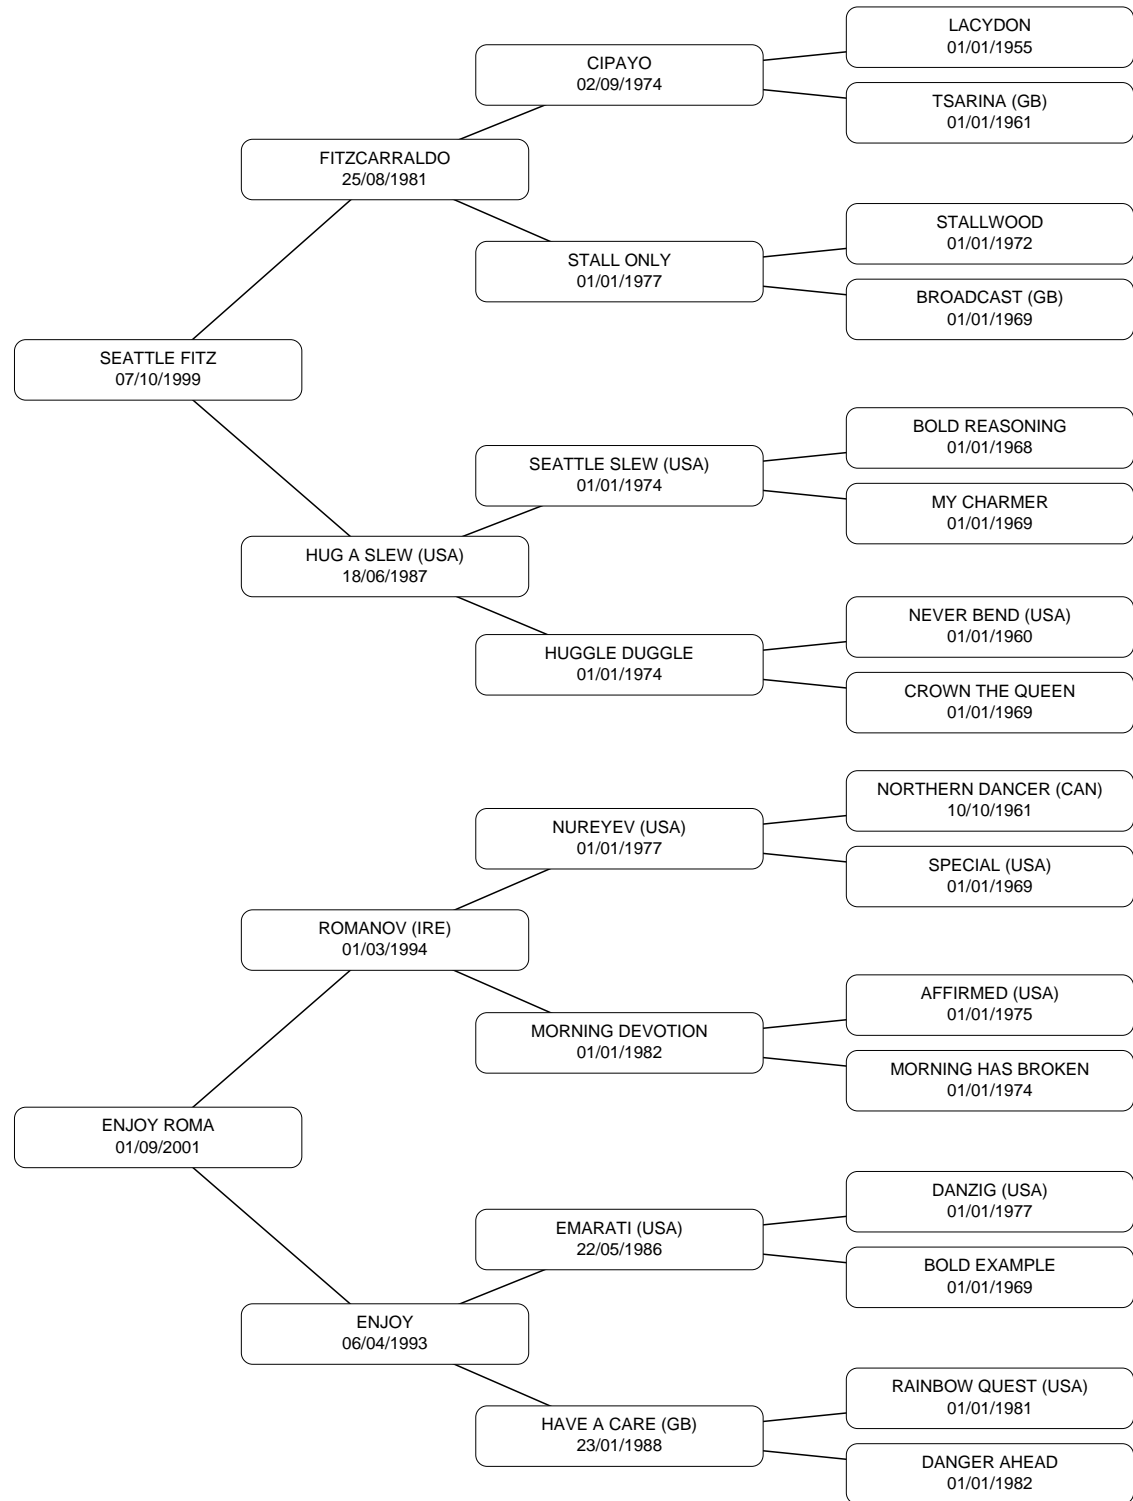 LACYDON
01/01/1955
CIPAYO
02/09/1974
TSARINA (GB)
01/01/1961
FITZCARRALDO
25/08/1981
STALLWOOD
01/01/1972
STALL ONLY
01/01/1977
BROADCAST (GB)
01/01/1969
SEATTLE FITZ
07/10/1999
BOLD REASONING
01/01/1968
SEATTLE SLEW (USA)
01/01/1974
MY CHARMER
01/01/1969
HUG A SLEW (USA)
18/06/1987
NEVER BEND (USA)
01/01/1960
HUGGLE DUGGLE
01/01/1974
CROWN THE QUEEN
01/01/1969
NORTHERN DANCER (CAN)
10/10/1961
NUREYEV (USA)
01/01/1977
SPECIAL (USA)
01/01/1969
ROMANOV (IRE)
01/03/1994
AFFIRMED (USA)
01/01/1975
MORNING DEVOTION
01/01/1982
MORNING HAS BROKEN
01/01/1974
ENJOY ROMA
01/09/2001
DANZIG (USA)
01/01/1977
EMARATI (USA)
22/05/1986
BOLD EXAMPLE
01/01/1969
ENJOY
06/04/1993
RAINBOW QUEST (USA)
01/01/1981
HAVE A CARE (GB)
23/01/1988
DANGER AHEAD
01/01/1982